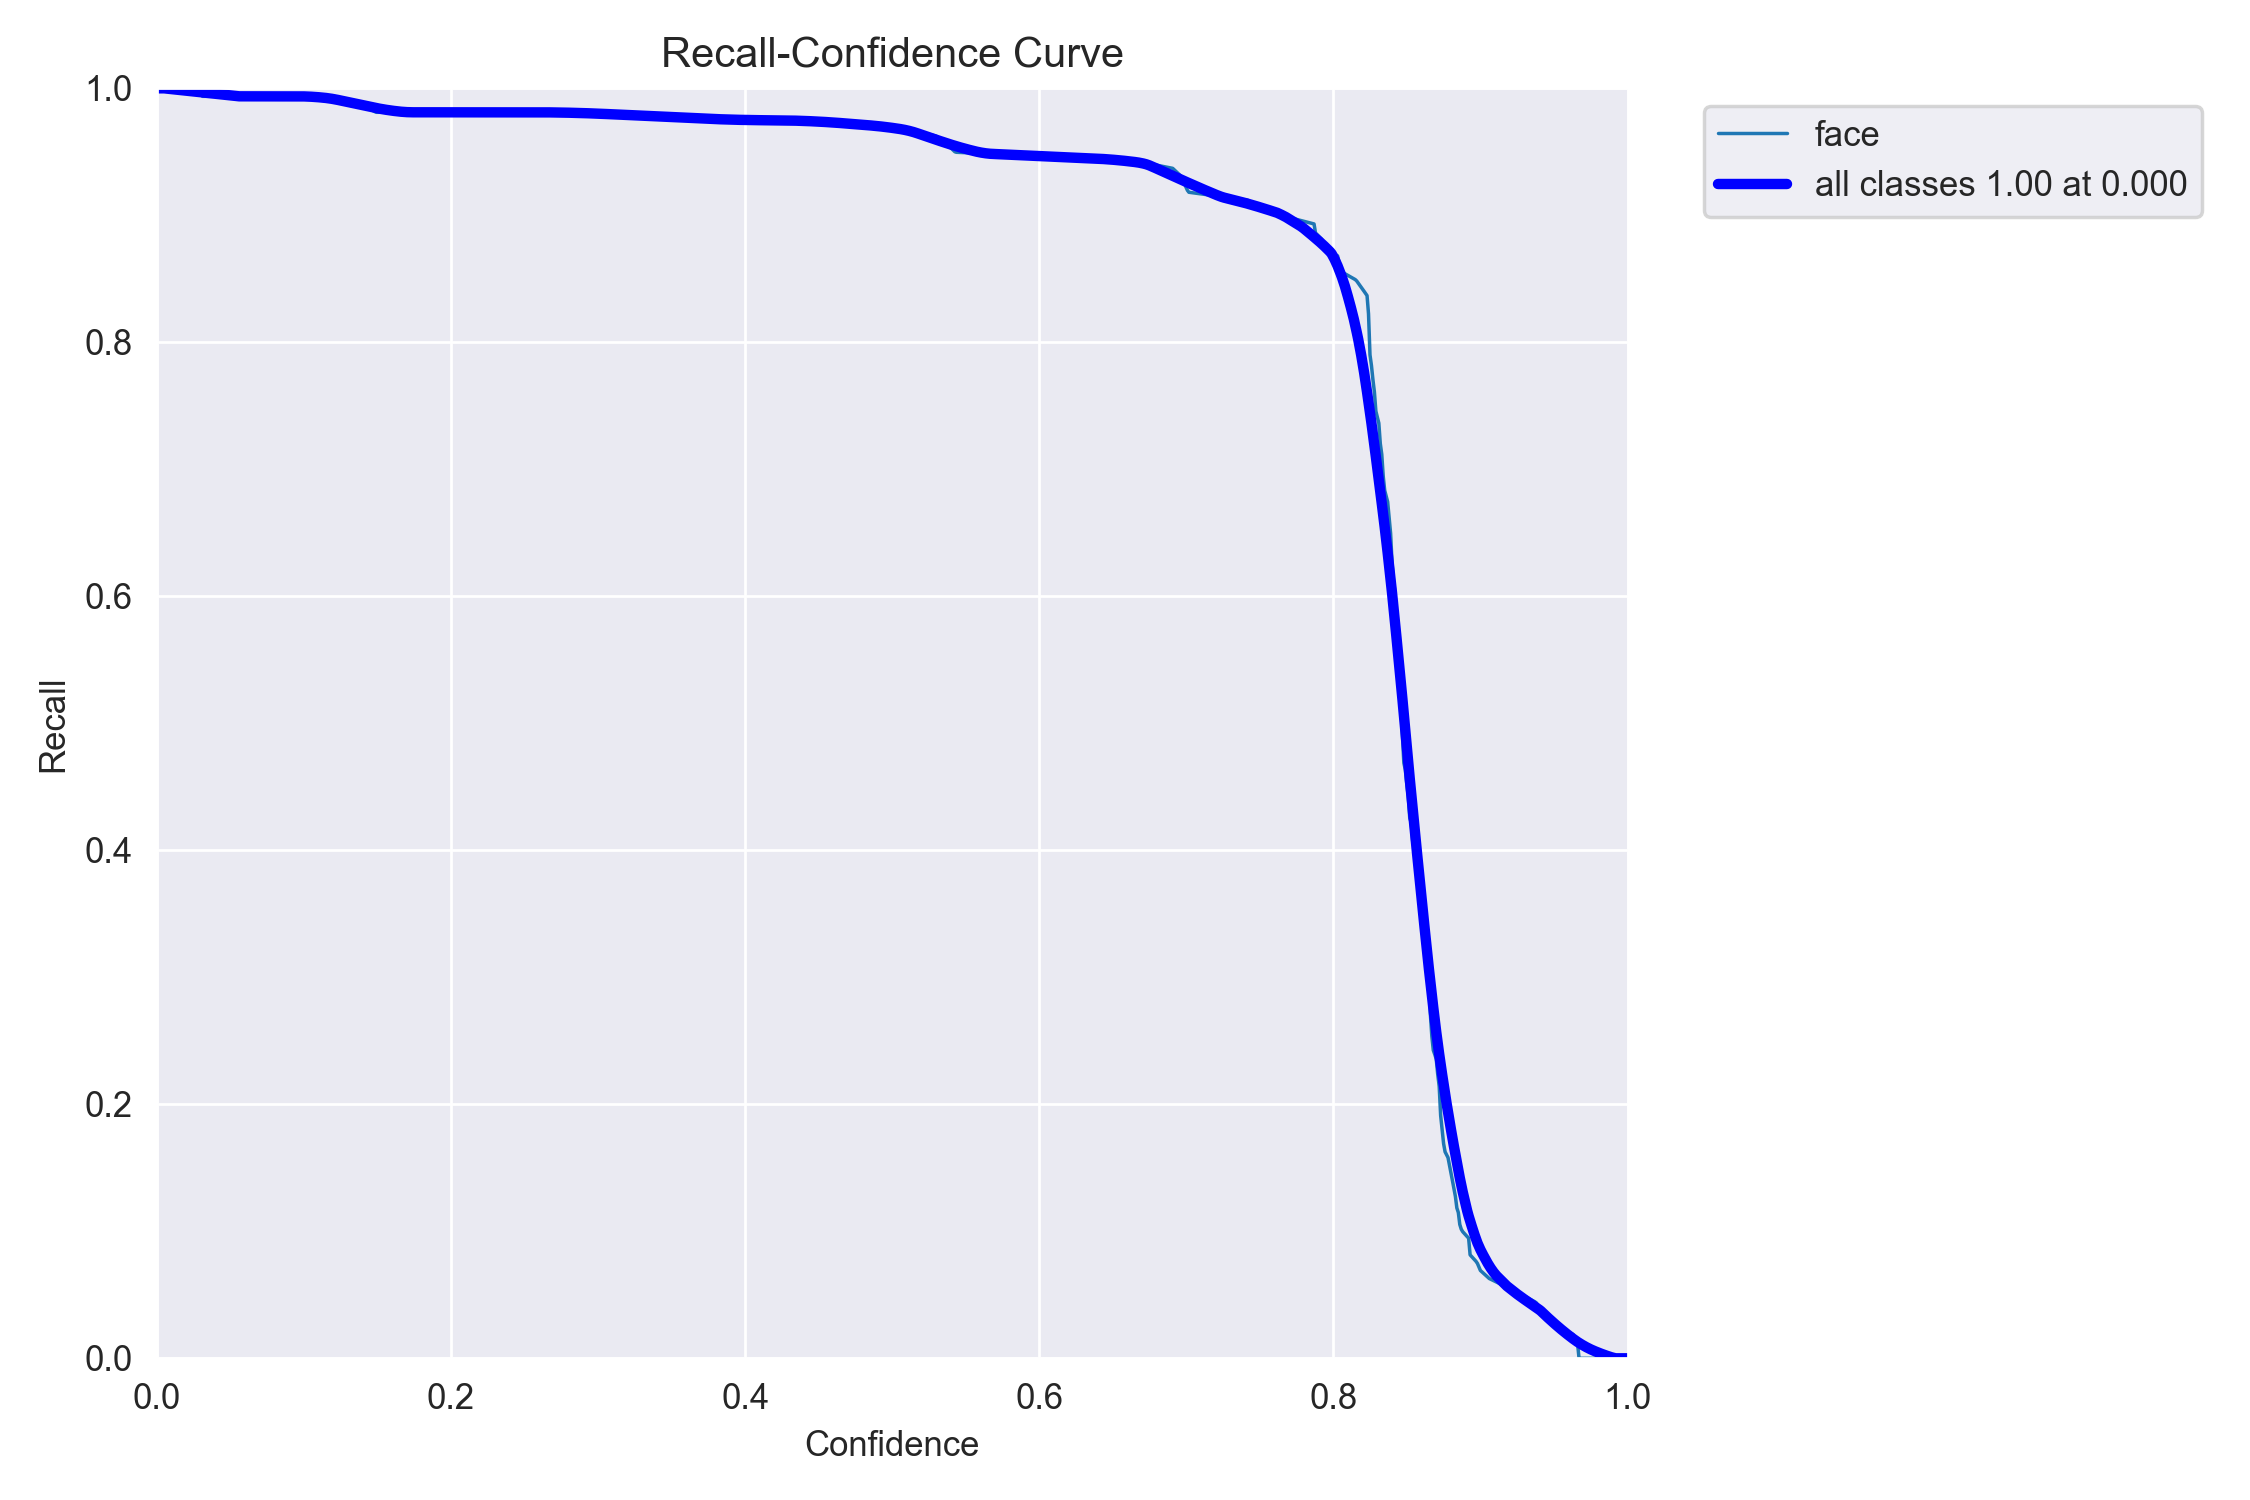 Recall-Confidence Curve
1.0
0.8
0.6
0.4
0.2
0.0
Recall
0.0 0.2 0.4 0.6 0.8 1.0
Confidence
face
all classes 1.00 at 0.000